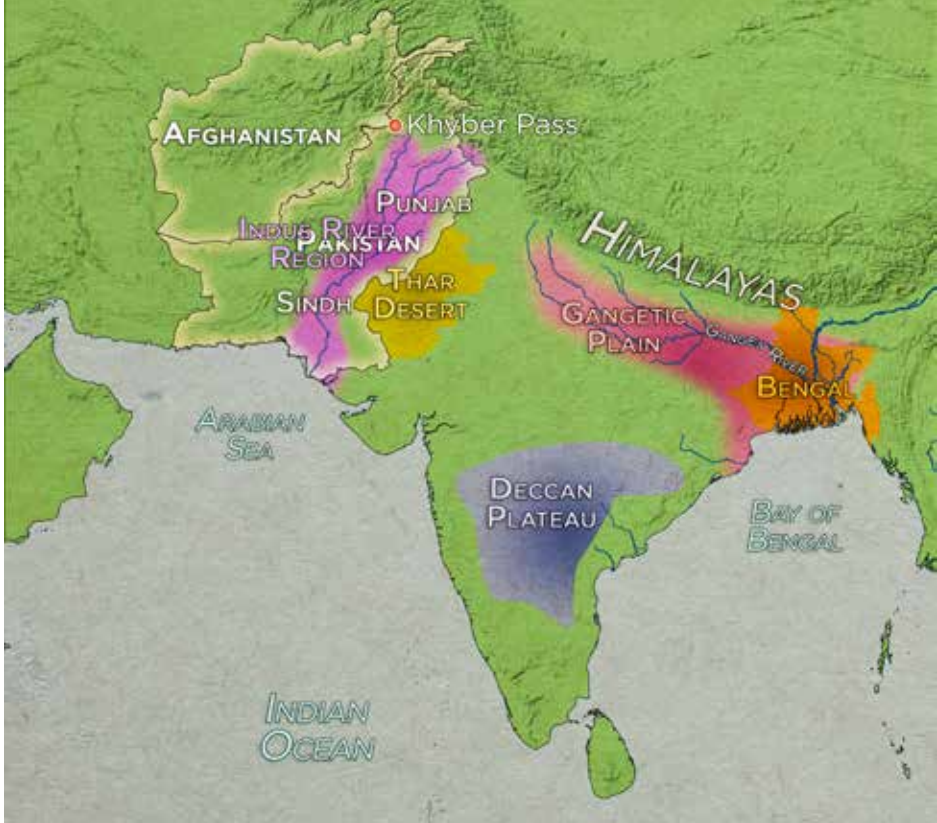 AFGHANISTAN
Khyber Pass
PUNJAB
INDUS RIVER
REGION
PAKISTAN
SINDH
THAR
DESERT
HIMALAYAS
GANGETIC
PLAIN
GANGES RIVER
BENGAL
ARABIAN
SEA
DECCAN
PLATEAU
BAY OF
BENGAL
INDIAN
OCEAN